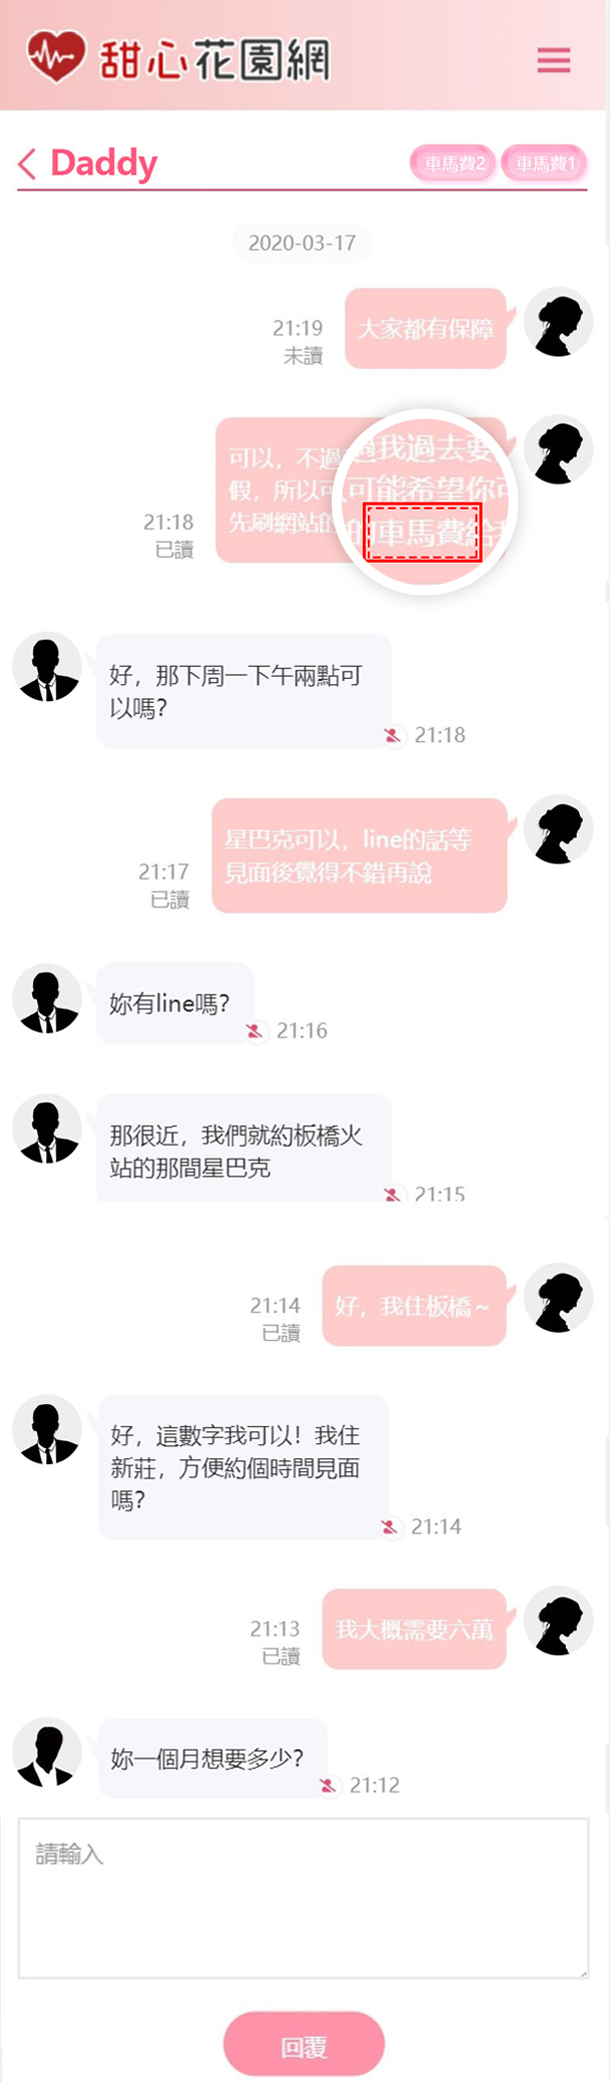 甜心花園網
Daddy
車馬費2
車馬費1
2020-03-17
大家都有保障
21:19
未讀
可以，不過
假，所以可
先刷網站的
過我過去要
可能希望你可
的車馬費給我
21:18
已讀
好，那下周一下午兩點可
以嗎？
21:18
星巴克可以，line的話等
見面後覺得不錯再說
21:17
已讀
妳有line嗎？
21:16
那很近，我們就約板橋火
站的那間星巴克
21:15
好，我住板橋~
21:14
已讀
好，這數字我可以！我住
新莊，方便約個時間見面
嗎？
21:14
我大概需要六萬
21:13
已讀
妳一個月想要多少？
21:12
請輸入
回覆